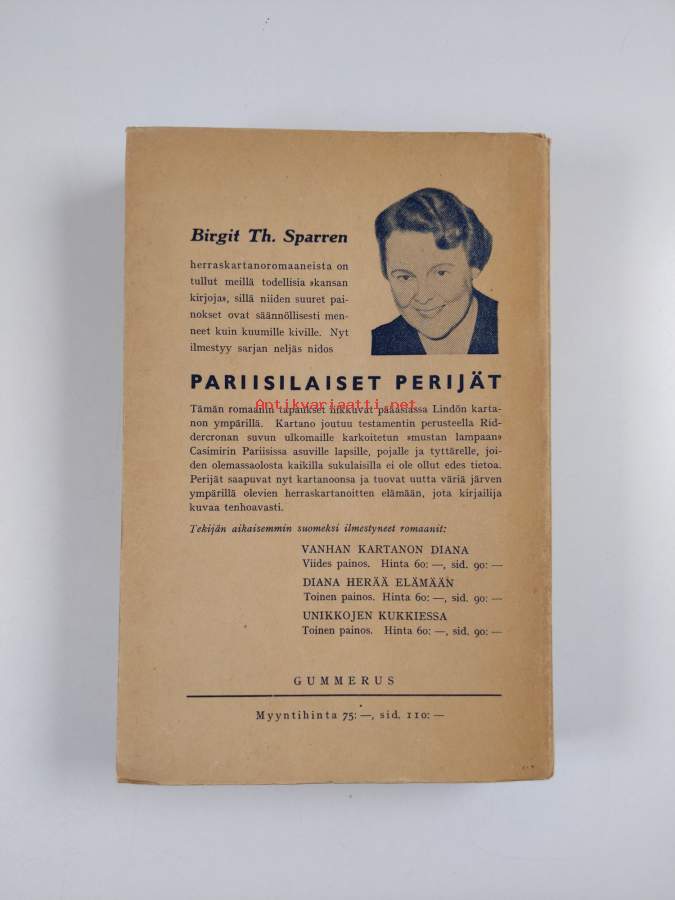 Birgit Th. Sparren
herraskartanoromaaneista on
tullut meillä todellisia »kansan
kirjoja», sillä niiden suuret pai-
nokset ovat säännöllisesti men-
neet kuin kuumille kiville. Nyt
ilmestyy sarjan neljäs nidos
PARIISILAISET PERIJÄT
Antikvariaatti.net
Tämän romaanin tapaukset liikkuvat pääasiassa Lindön karta-
non ympärillä. Kartano joutuu testamentin perusteella Rid-
dercronan suvun ulkomaille karkoitetun »mustan lampaan»
Casimirin Pariisissa asuville lapsille, pojalle ja tyttärelle, joi-
den olemassaolosta kaikilla sukulaisilla ei ole ollut edes tietoa.
Perijät saapuvat nyt kartanoonsa ja tuovat uutta väriä järven
ympärillä olevien herraskartanoitten elämään, jota kirjailija
kuvaa tenhoavasti.
Tekijän aikaisemmin suomeksi ilmestyneet romaanit:
VANHAN KARTANON DIANA
Viides painos. Hinta 60: —, sid. 90: —
DIANA HERÄÄ ELÄMÄÄN
Toinen painos. Hinta 60: —, sid. 90: —
UNIKKOJEN KUKKIESSA
Toinen painos. Hinta 60: —, sid. 90: —
GUMMERUS
Myyntihinta 75: —, sid. 110: —